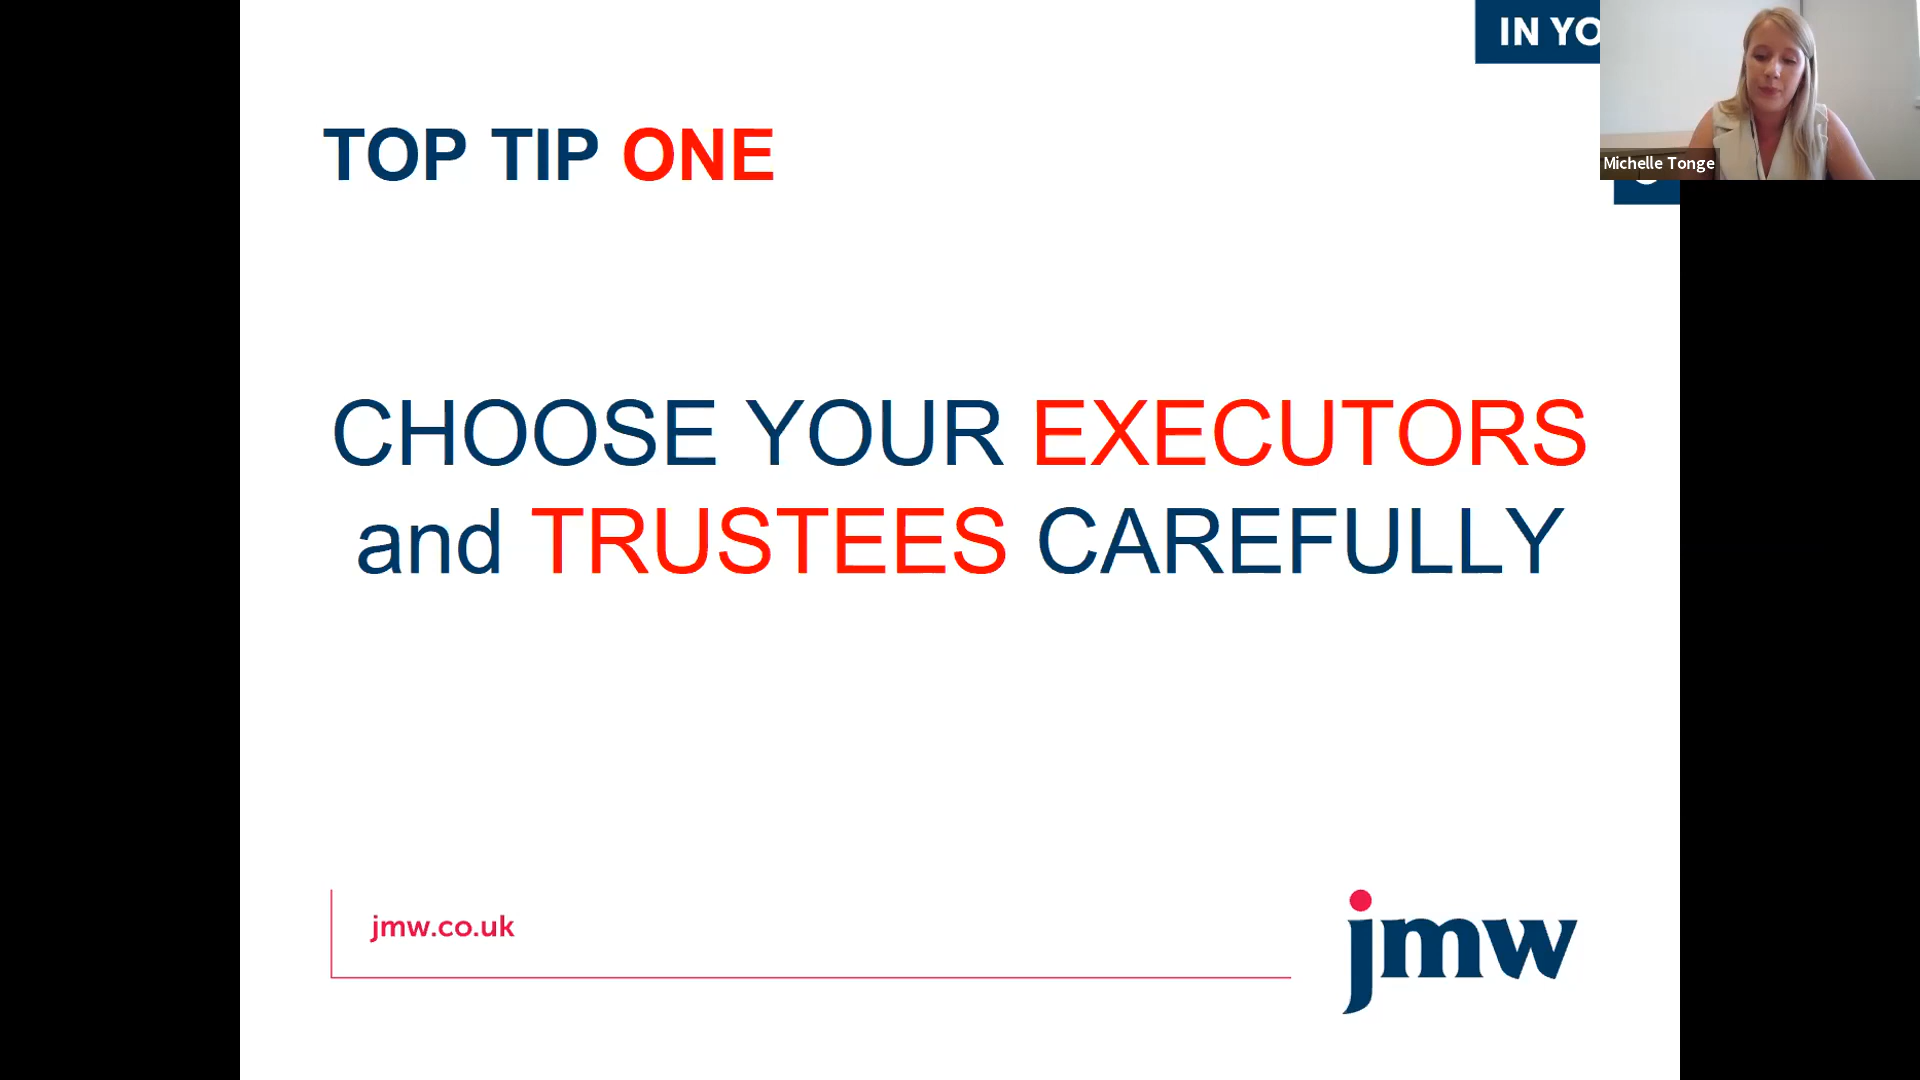 IN YO
Michelle Tonge
TOP TIP ONE
CHOOSE YOUR EXECUTORS
and TRUSTEES CAREFULLY
jmw.co.uk
jmw